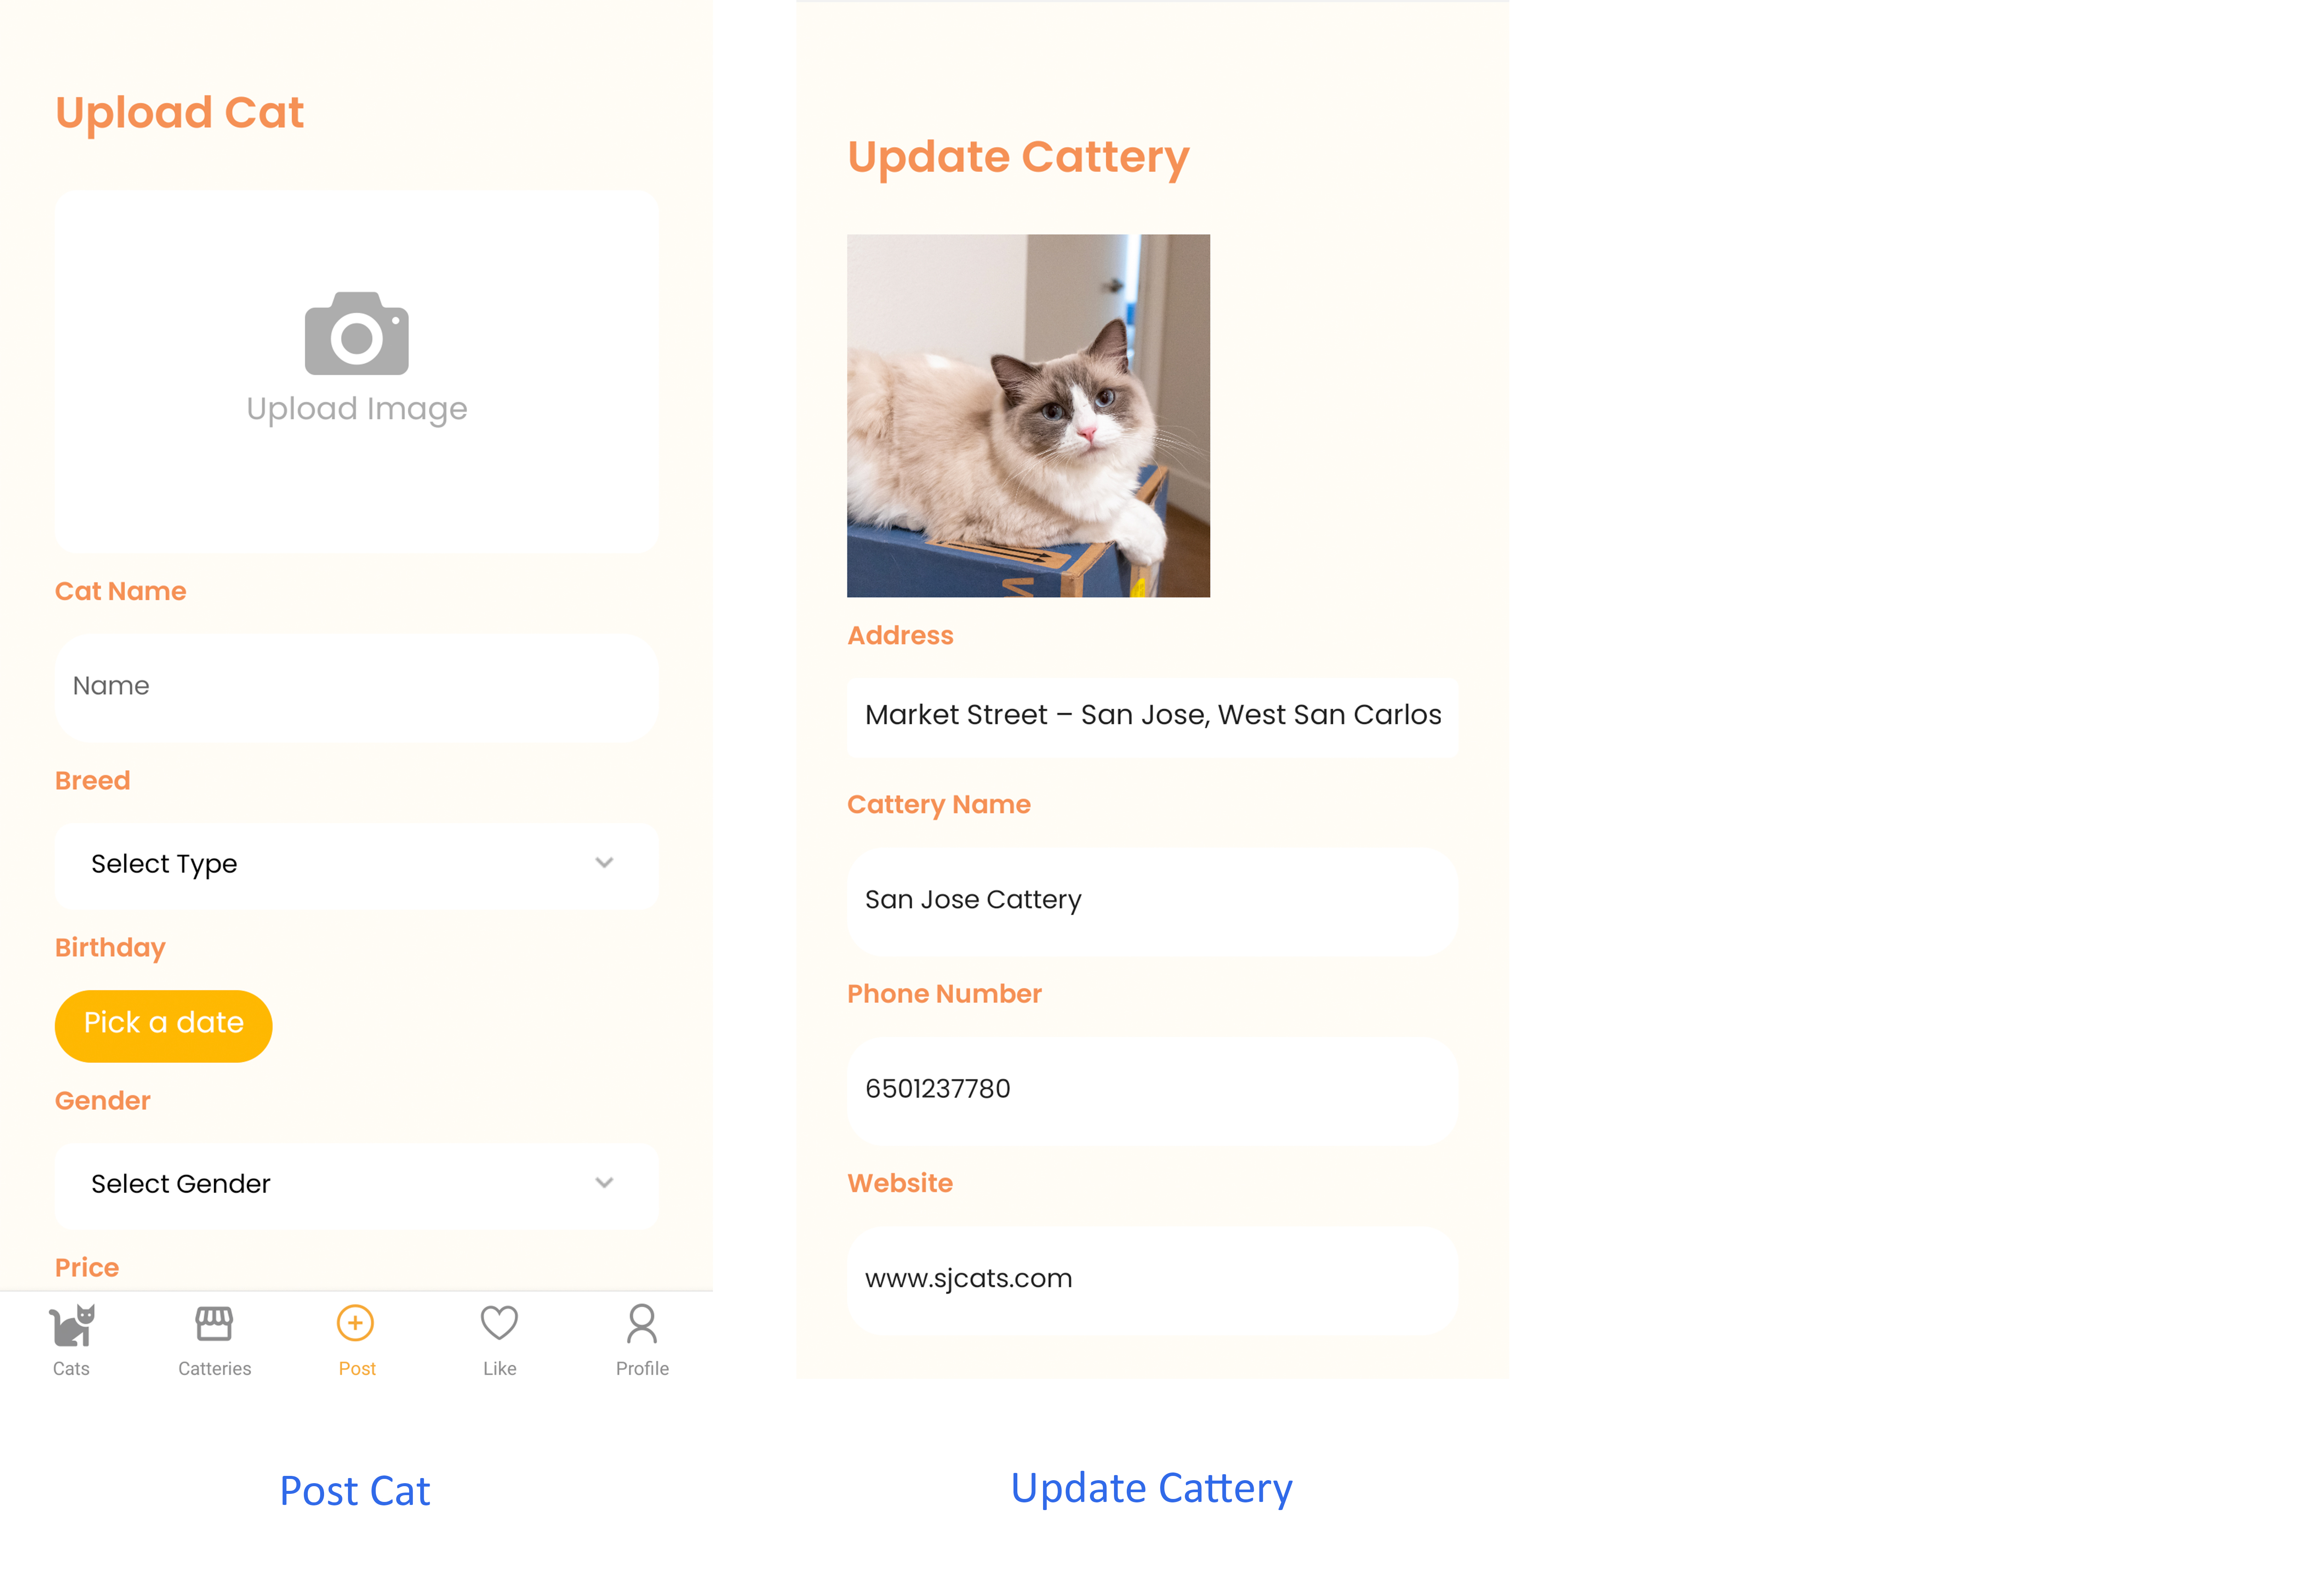 Upload Cat
Upload Image
Cat Name
Name
Breed
Select Type
Birthday
Pick a date
Gender
Select Gender
Price
Cats
Catteries
Post
Like
Profile
Post Cat
Update Cattery
Address
Market Street – San Jose, West San Carlos
Cattery Name
San Jose Cattery
Phone Number
6501237780
Website
www.sjcats.com
Update Cattery